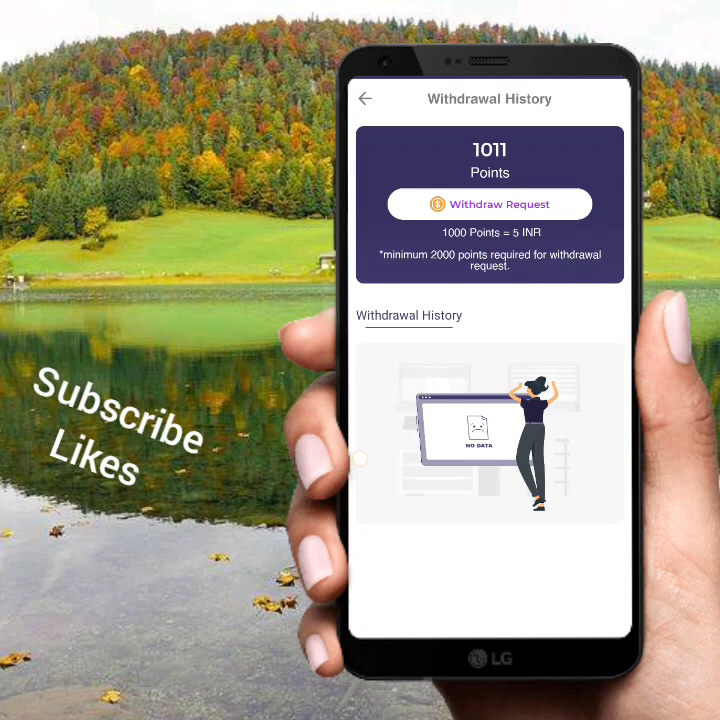 Withdrawal History
1011
Points
Withdraw Request
1000 Points = 5 INR
*minimum 2000 points required for withdrawal
request.
Withdrawal History
NO DATA
Subscribe
Likes
LG